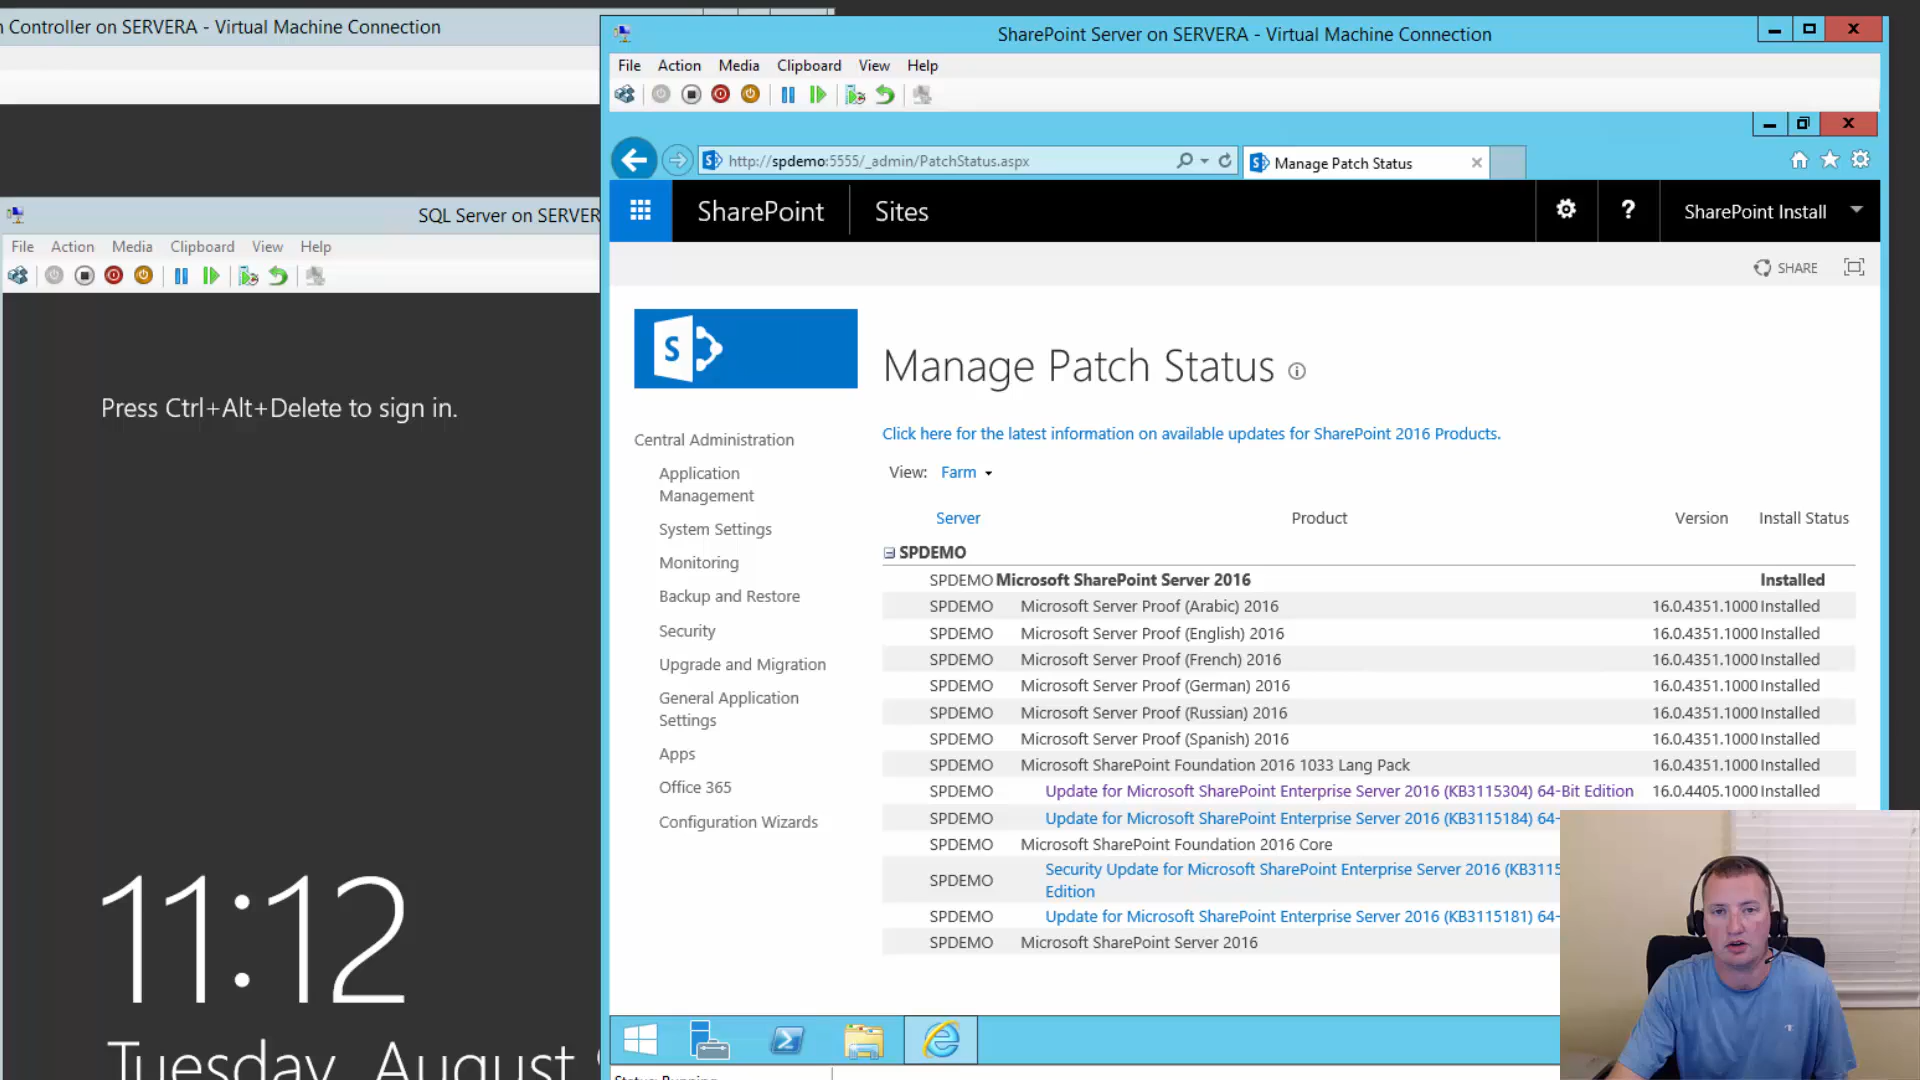 Controller on SERVERA - Virtual Machine Connection
SQL Server on SERVER
File Action Media Clipboard View Help
Press Ctrl+Alt+Delete to sign in.
11:12
Tuesday, August
SharePoint Server on SERVERA - Virtual Machine Connection
File Action Media Clipboard View Help
http://spdemo:5555/_admin/PatchStatus.aspx
Manage Patch Status
SharePoint Sites
? SharePoint Install
SHARE
S
Manage Patch Status
Click here for the latest information on available updates for SharePoint 2016 Products.
View: Farm
Central Administration
Application
Management
System Settings
Monitoring
Backup and Restore
Security
Upgrade and Migration
General Application
Settings
Apps
Office 365
Configuration Wizards
Server Product Version Install Status
SPDEMO
SPDEMO Microsoft SharePoint Server 2016 Installed
SPDEMO Microsoft Server Proof (Arabic) 2016 16.0.4351.1000 Installed
SPDEMO Microsoft Server Proof (English) 2016 16.0.4351.1000 Installed
SPDEMO Microsoft Server Proof (French) 2016 16.0.4351.1000 Installed
SPDEMO Microsoft Server Proof (German) 2016 16.0.4351.1000 Installed
SPDEMO Microsoft Server Proof (Russian) 2016 16.0.4351.1000 Installed
SPDEMO Microsoft Server Proof (Spanish) 2016 16.0.4351.1000 Installed
SPDEMO Microsoft SharePoint Foundation 2016 1033 Lang Pack 16.0.4351.1000 Installed
SPDEMO Update for Microsoft SharePoint Enterprise Server 2016 (KB3115304) 64-Bit Edition 16.0.4405.1000 Installed
SPDEMO Update for Microsoft SharePoint Enterprise Server 2016 (KB3115184) 64-
SPDEMO Microsoft SharePoint Foundation 2016 Core
SPDEMO Security Update for Microsoft SharePoint Enterprise Server 2016 (KB3115
Edition
SPDEMO Update for Microsoft SharePoint Enterprise Server 2016 (KB3115181) 64-
SPDEMO Microsoft SharePoint Server 2016
Status: Running